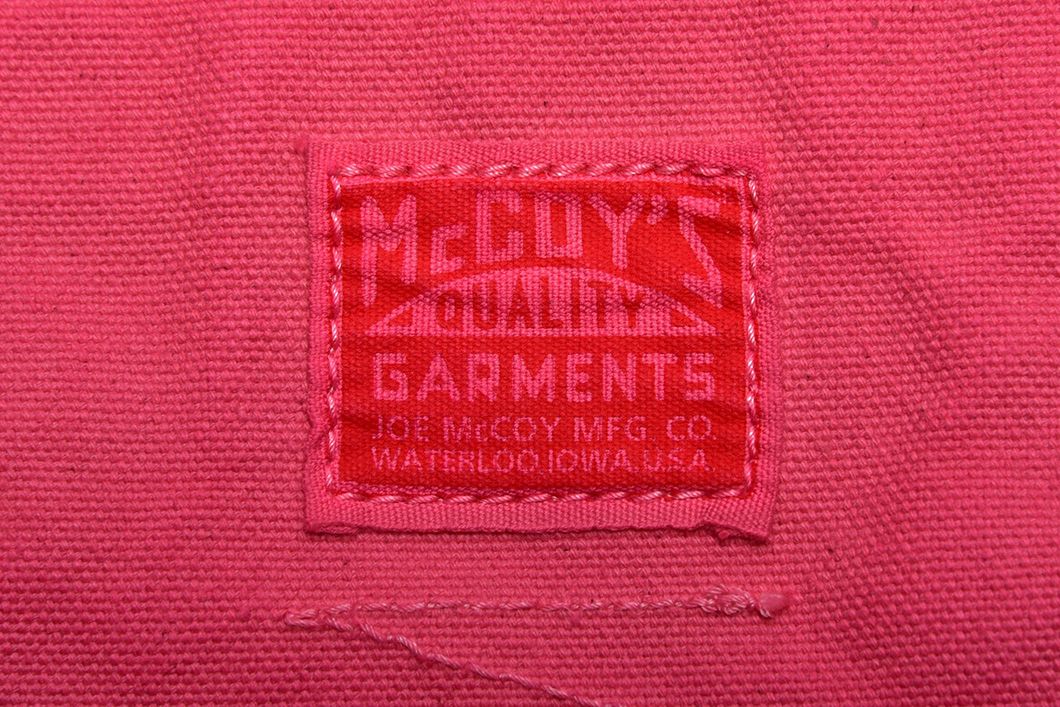 McCOY'S
QUALITY
GARMENTS
JOE McCOY MFG. CO.
WATERLOO.IOWA.U.S.A.